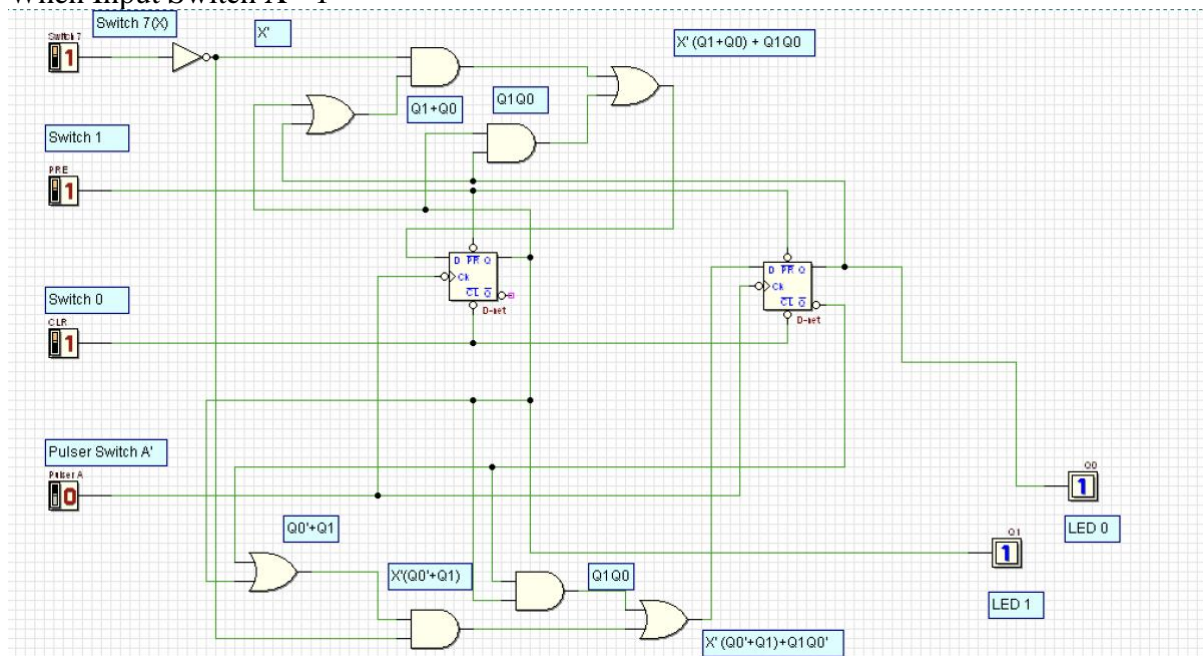 When Input Switch X = 1
Switch 7(X)
Switch 7
1
X'
X' (Q1+Q0) + Q1Q0
Q1+Q0
Q1Q0
Switch 1
PRE
1
D PR Q
Ck
CL Q
D-net
D PR Q
Ck
CL Q
D-net
Switch 0
CLR
1
Pulser Switch A'
Pulser A
0
Q0
1
LED 0
Q1
1
LED 1
Q0'+Q1
X'(Q0'+Q1)
Q1Q0
X' (Q0'+Q1)+Q1Q0'